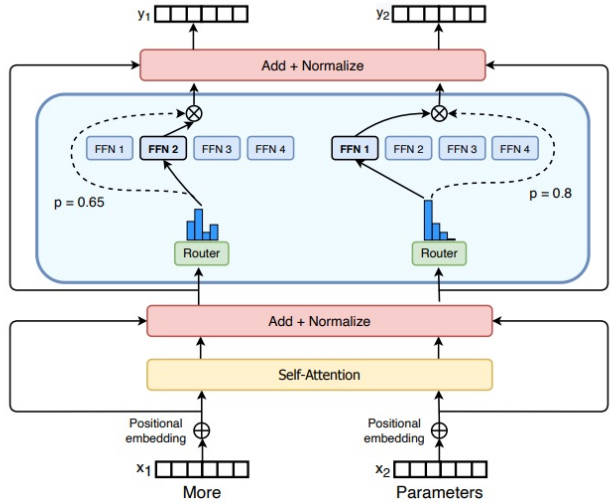 y1 y2
Add + Normalize
FFN 1 FFN 2 FFN 3 FFN 4 FFN 1 FFN 2 FFN 3 FFN 4
p = 0.65 p = 0.8
Router Router
Add + Normalize
Self-Attention
Positional
embedding
Positional
embedding
x1 x2
More Parameters